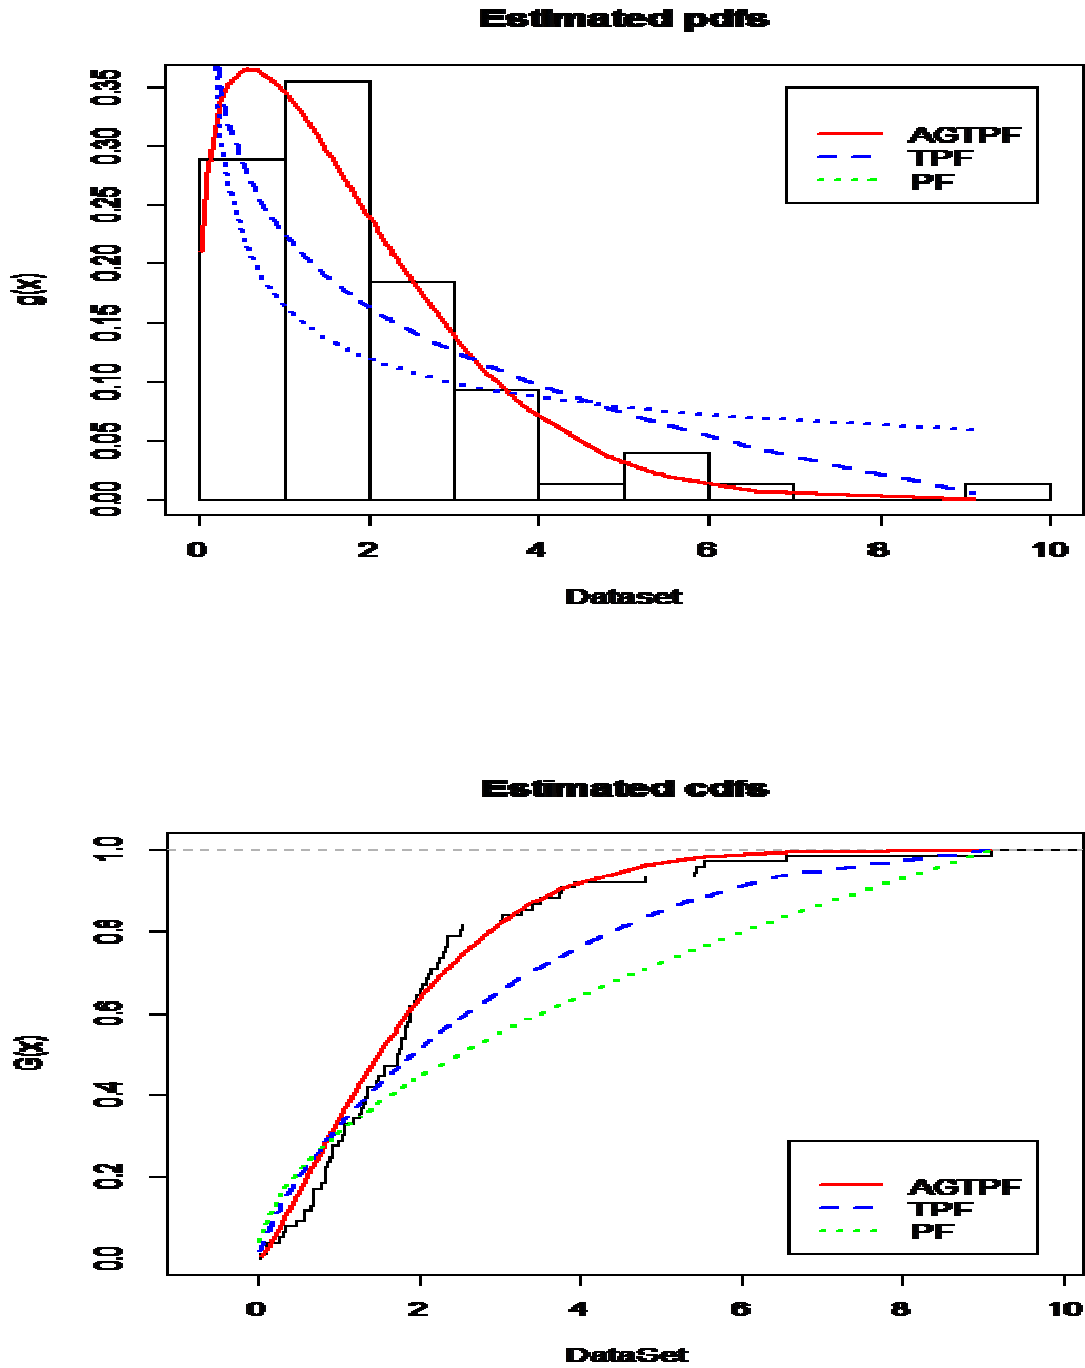 Estimated pdfs
g(x)
0.00 0.05 0.10 0.15 0.20 0.25 0.30 0.35
AGTPF
TPF
PF
0 2 4 6 8 10
Dataset
Estimated cdfs
G(x)
0.0 0.2 0.4 0.6 0.8 1.0
AGTPF
TPF
PF
0 2 4 6 8 10
DataSet